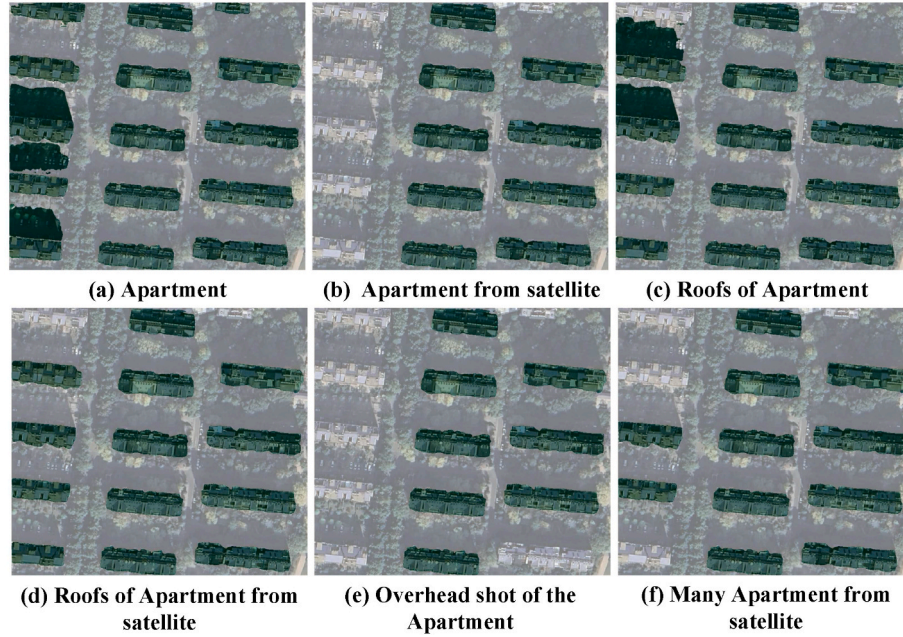 (a) Apartment
(b) Apartment from satellite
(c) Roofs of Apartment
(d) Roofs of Apartment from
satellite
(e) Overhead shot of the
Apartment
(f) Many Apartment from
satellite